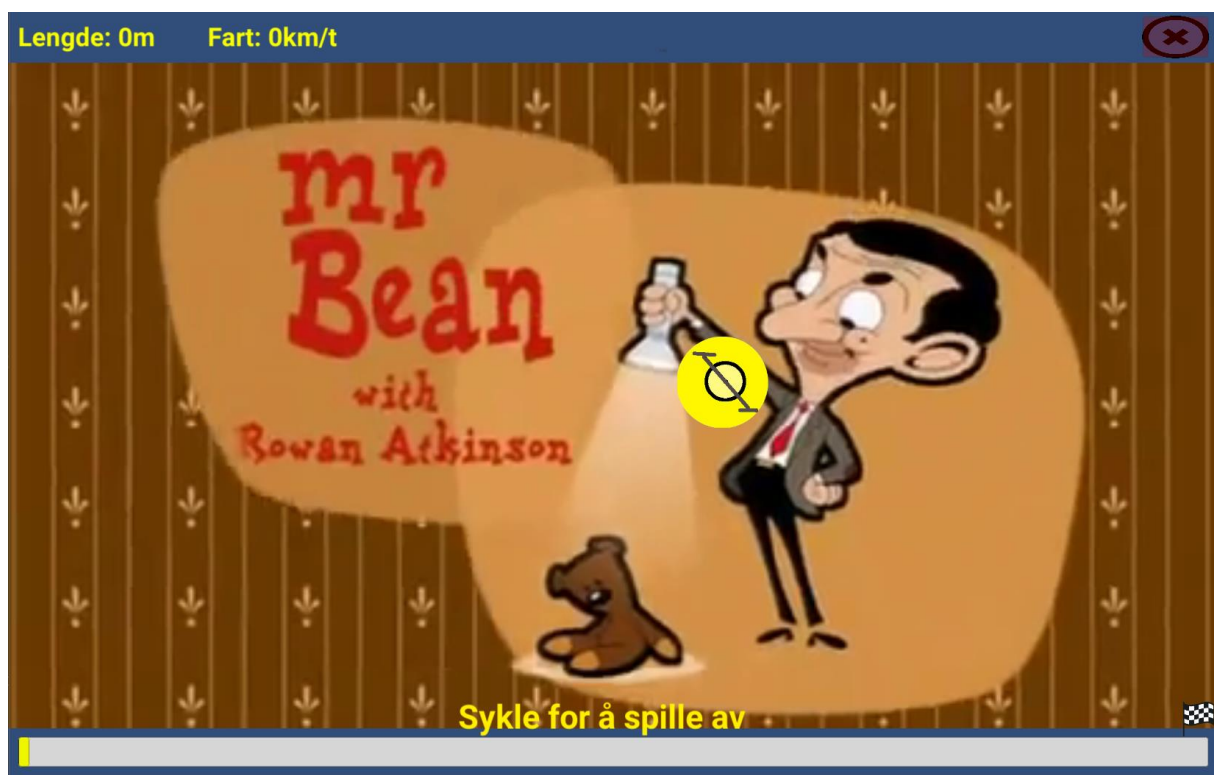 Lengde: 0m Fart: 0km/t
mr
Bean
with
Rowan Atkinson
Sykle for å spille av